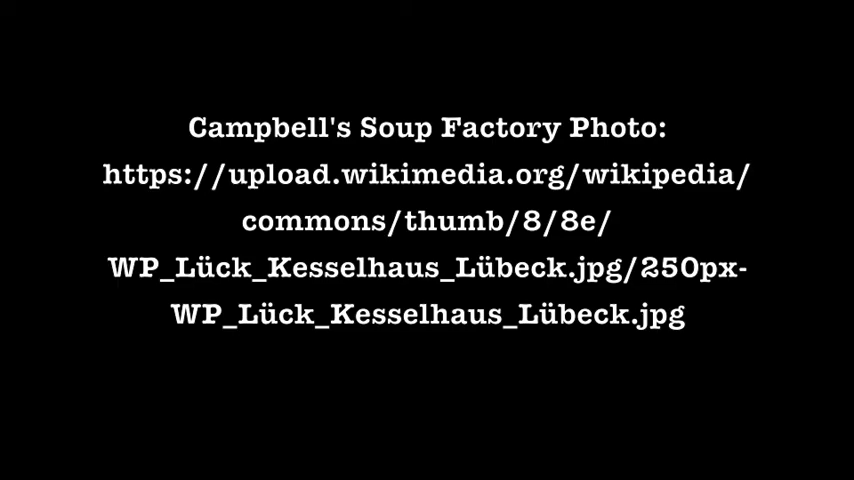 Campbell's Soup Factory Photo:
https://upload.wikimedia.org/wikipedia/
commons/thumb/8/8e/
WP_Lück_Kesselhaus_Lübeck.jpg/250px-
WP_Lück_Kesselhaus_Lübeck.jpg